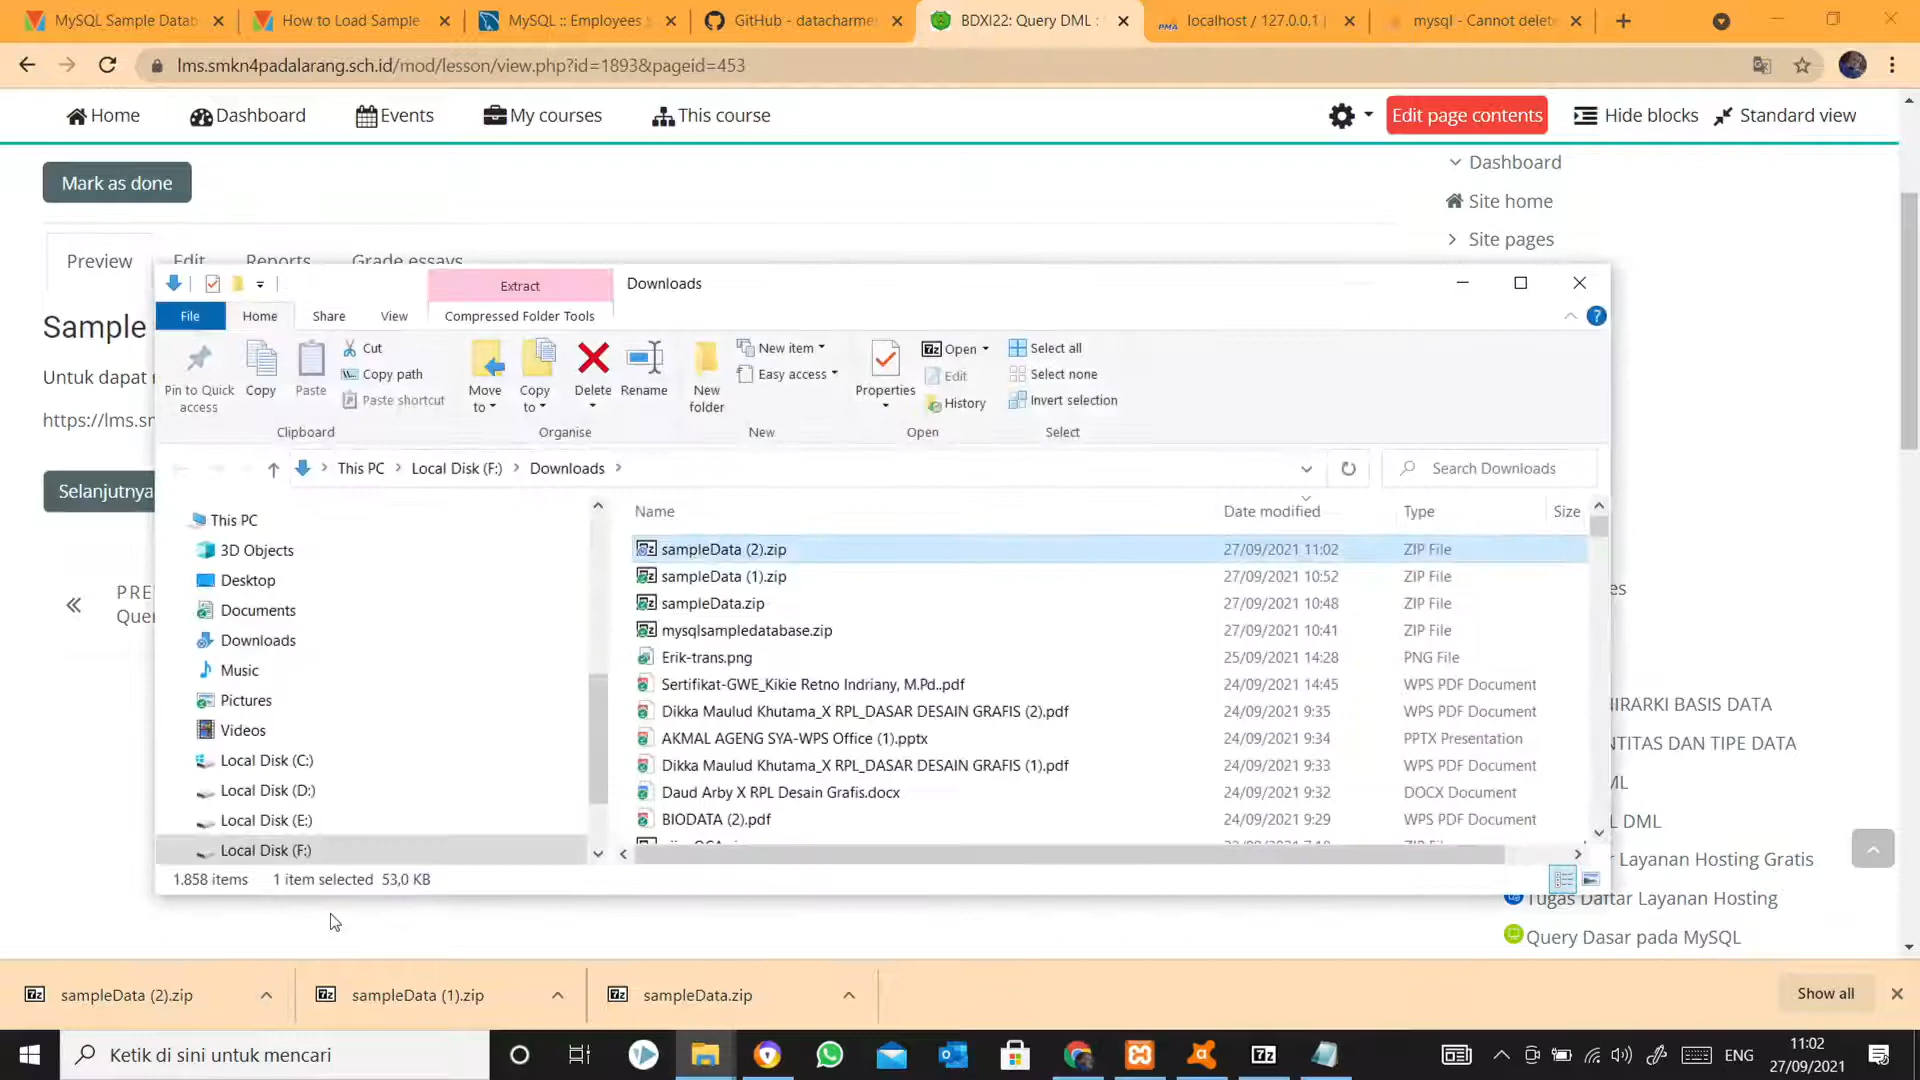 MySQL Sample Datab
How to Load Sample
MySQL :: Employees
GitHub - datacharme
BDXI22: Query DML :
localhost / 127.0.0.1 |
mysql - Cannot delete
lms.smkn4padalarang.sch.id/mod/lesson/view.php?id=1893&pageid=453
Home
Dashboard
Events
My courses
This course
Edit page contents
Hide blocks
Standard view
Mark as done
Dashboard
Site home
Site pages
Preview
Edit
Reports
Grade essays
Sample
Untuk dapat
https://lms.sm
Selanjutnya
PRE
Que
Extract
Downloads
File
Home
Share
View
Compressed Folder Tools
Pin to Quick access
Copy
Paste
Cut
Copy path
Paste shortcut
Clipboard
Move to
Copy to
Delete
Rename
Organise
New folder
New item
Easy access
New
Properties
Open
Edit
History
Open
Select all
Select none
Invert selection
Select
This PC
Local Disk (F:)
Downloads
Search Downloads
This PC
3D Objects
Desktop
Documents
Downloads
Music
Pictures
Videos
Local Disk (C:)
Local Disk (D:)
Local Disk (E:)
Local Disk (F:)
Name Date modified Type Size
sampleData (2).zip 27/09/2021 11:02 ZIP File
sampleData (1).zip 27/09/2021 10:52 ZIP File
sampleData.zip 27/09/2021 10:48 ZIP File
mysqlsampledatabase.zip 27/09/2021 10:41 ZIP File
Erik-trans.png 25/09/2021 14:28 PNG File
Sertifikat-GWE_Kikie Retno Indriany, M.Pd..pdf 24/09/2021 14:45 WPS PDF Document
Dikka Maulud Khutama_X RPL_DASAR DESAIN GRAFIS (2).pdf 24/09/2021 9:35 WPS PDF Document
AKMAL AGENG SYA-WPS Office (1).pptx 24/09/2021 9:34 PPTX Presentation
Dikka Maulud Khutama_X RPL_DASAR DESAIN GRAFIS (1).pdf 24/09/2021 9:33 WPS PDF Document
Daud Arby X RPL Desain Grafis.docx 24/09/2021 9:32 DOCX Document
BIODATA (2).pdf 24/09/2021 9:29 WPS PDF Document
1.858 items
1 item selected 53,0 KB
es
IRARKI BASIS DATA
NTITAS DAN TIPE DATA
ML
L DML
r Layanan Hosting Gratis
Tugas Daftar Layanan Hosting
Query Dasar pada MySQL
sampleData (2).zip
sampleData (1).zip
sampleData.zip
Show all
Ketik di sini untuk mencari
ENG
11:02
27/09/2021